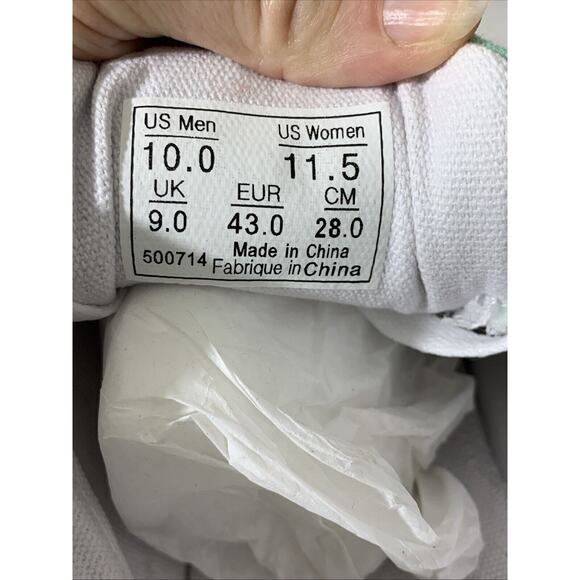 US Men US Women
10.0 11.5
UK EUR CM
9.0 43.0 28.0
Made in China
500714 Fabrique in China